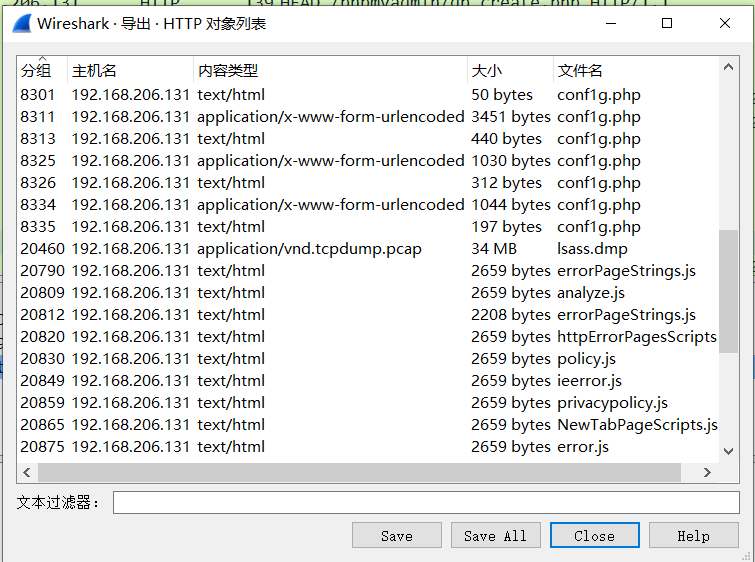 Wireshark · 导出 · HTTP 对象列表
分组 主机名 内容类型 大小 文件名
8301 192.168.206.131 text/html 50 bytes conf1g.php
8311 192.168.206.131 application/x-www-form-urlencoded 3451 bytes conf1g.php
8313 192.168.206.131 text/html 440 bytes conf1g.php
8325 192.168.206.131 application/x-www-form-urlencoded 1030 bytes conf1g.php
8326 192.168.206.131 text/html 312 bytes conf1g.php
8334 192.168.206.131 application/x-www-form-urlencoded 1044 bytes conf1g.php
8335 192.168.206.131 text/html 197 bytes conf1g.php
20460 192.168.206.131 application/vnd.tcpdump.pcap 34 MB lsass.dmp
20790 192.168.206.131 text/html 2659 bytes errorPageStrings.js
20809 192.168.206.131 text/html 2659 bytes analyze.js
20812 192.168.206.131 text/html 2208 bytes errorPageStrings.js
20820 192.168.206.131 text/html 2659 bytes httpErrorPagesScripts
20830 192.168.206.131 text/html 2659 bytes policy.js
20849 192.168.206.131 text/html 2659 bytes ieerror.js
20859 192.168.206.131 text/html 2659 bytes privacypolicy.js
20865 192.168.206.131 text/html 2659 bytes NewTabPageScripts.js
20875 192.168.206.131 text/html 2659 bytes error.js
文本过滤器：
Save Save All Close Help